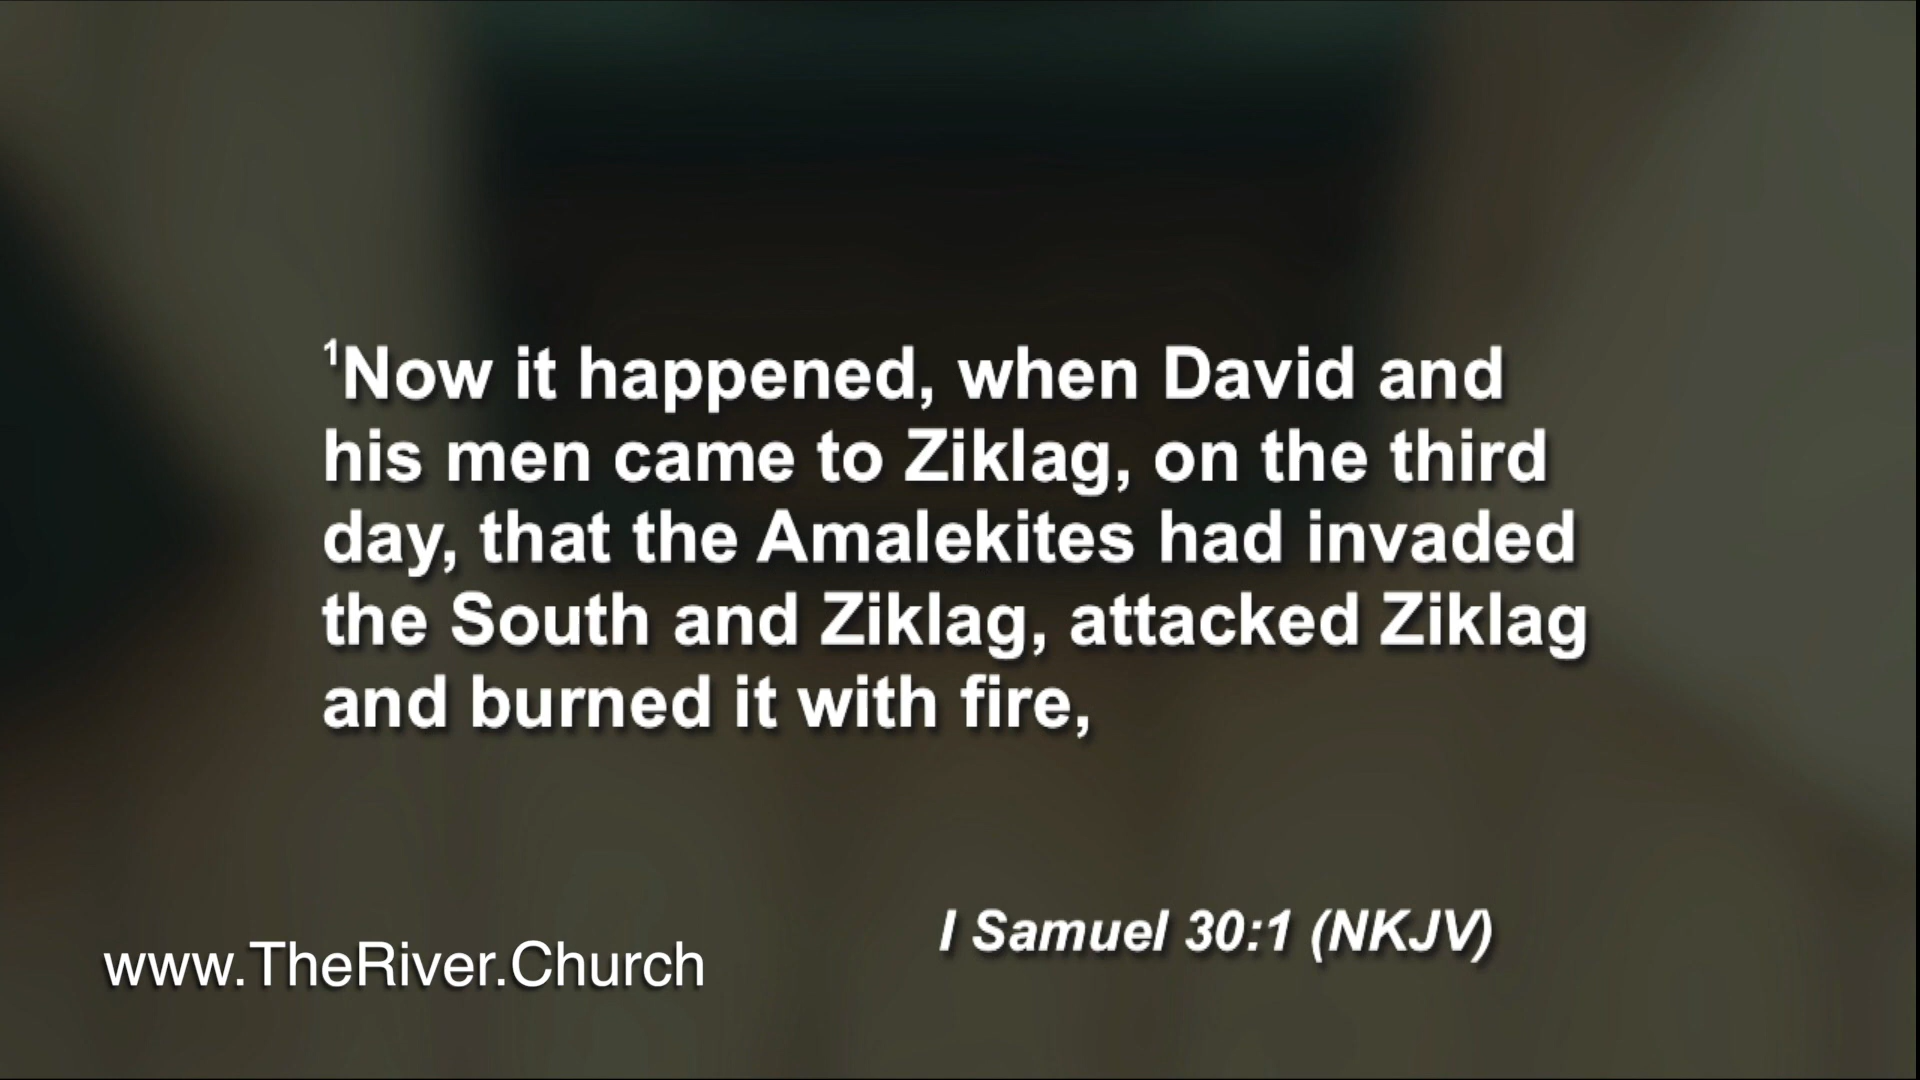 ¹Now it happened, when David and
his men came to Ziklag, on the third
day, that the Amalekites had invaded
the South and Ziklag, attacked Ziklag
and burned it with fire,
I Samuel 30:1 (NKJV)
www.TheRiver.Church